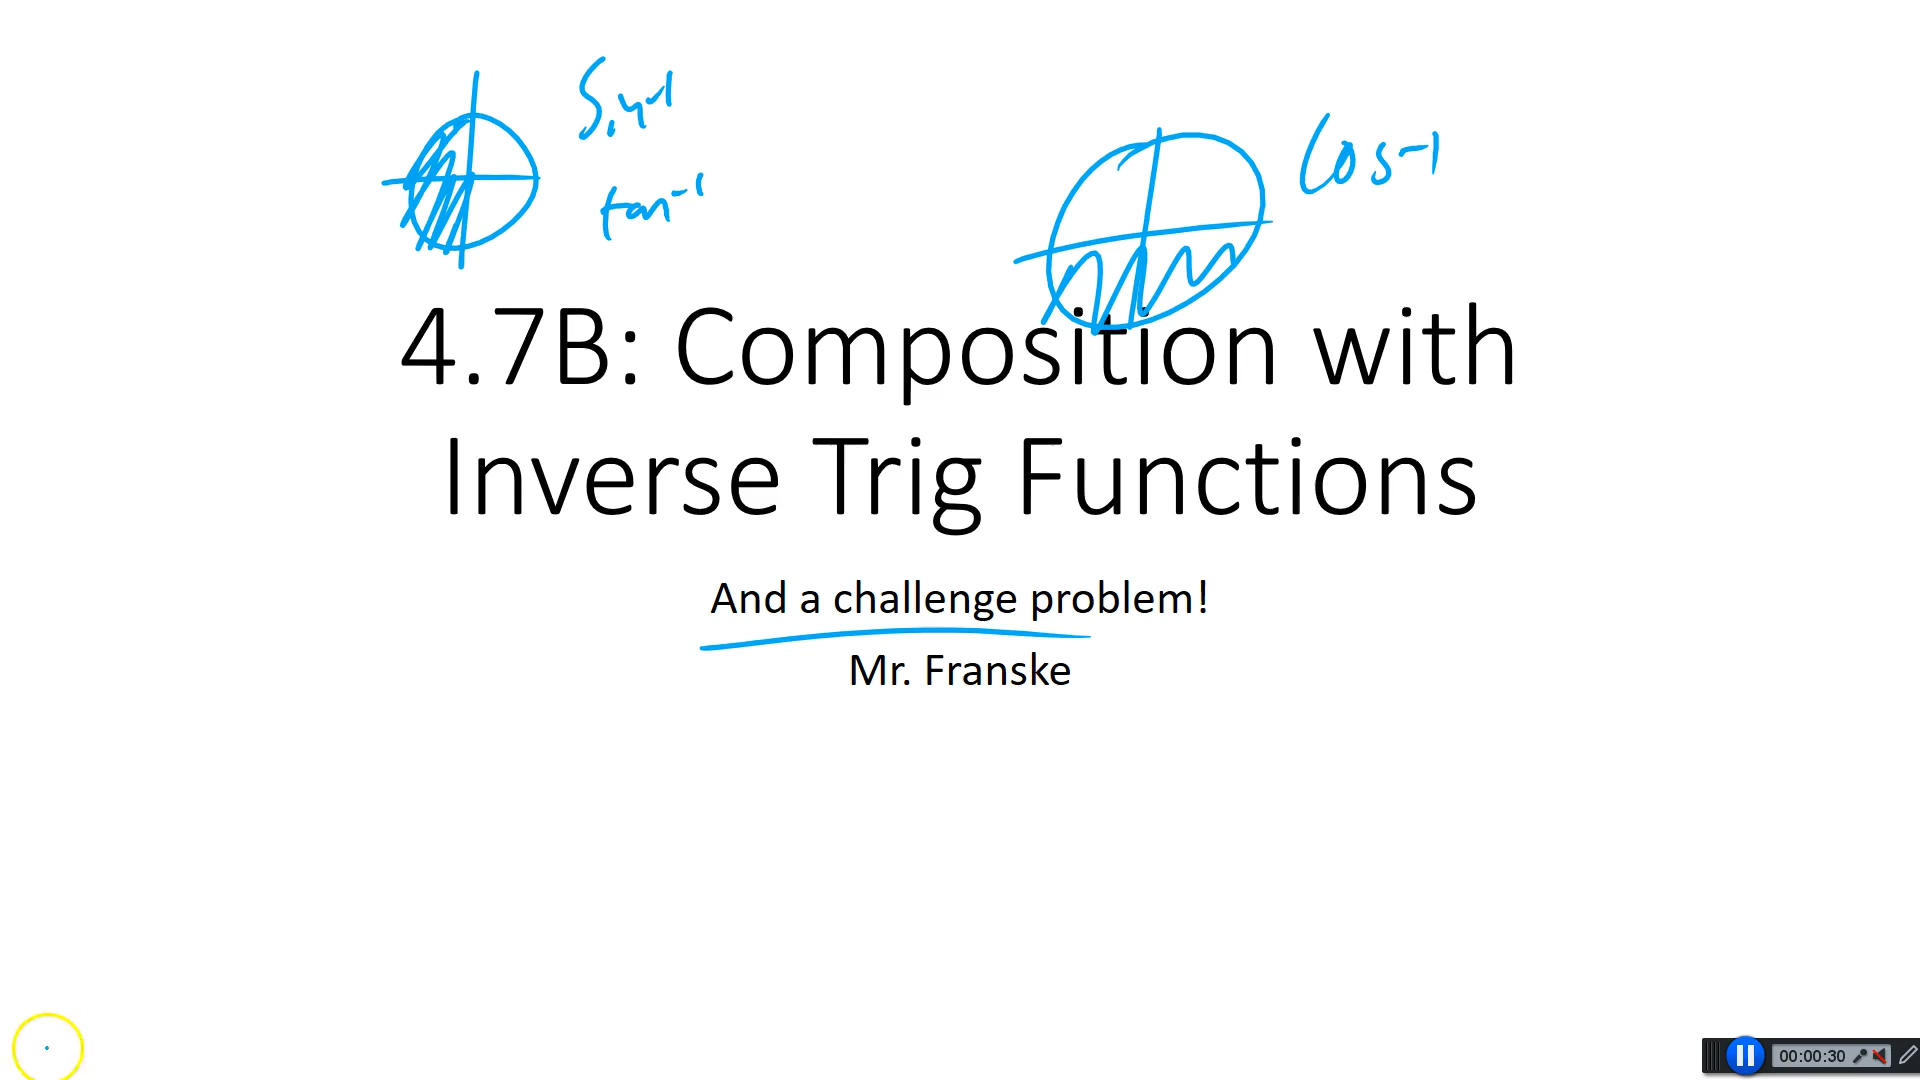 Sin⁻¹
tan⁻¹
Cos⁻¹
4.7B: Composition with
Inverse Trig Functions
And a challenge problem!
Mr. Franske
00:00:30